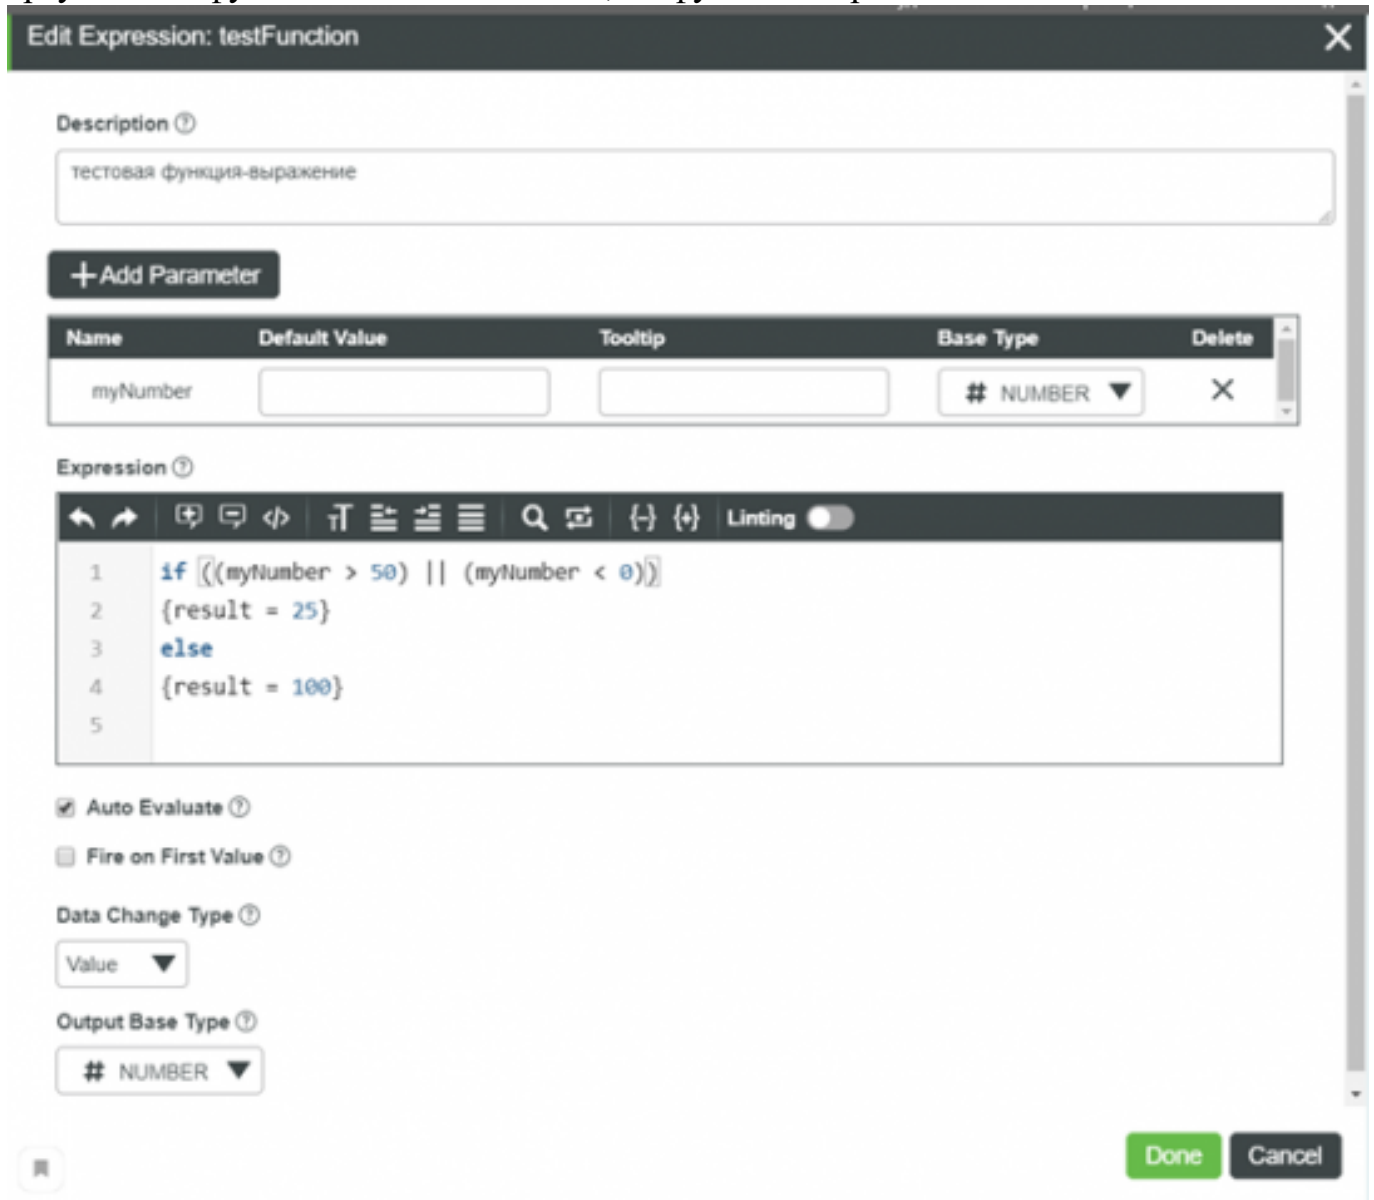 Edit Expression: testFunction
Description
тестовая функция-выражение
Add Parameter
Name Default Value Tooltip Base Type Delete
myNumber # NUMBER
Expression
Linting
1 if ((myNumber > 50) || (myNumber < 0))
2 {result = 25}
3 else
4 {result = 100}
5
Auto Evaluate
Fire on First Value
Data Change Type
Value
Output Base Type
# NUMBER
Done Cancel